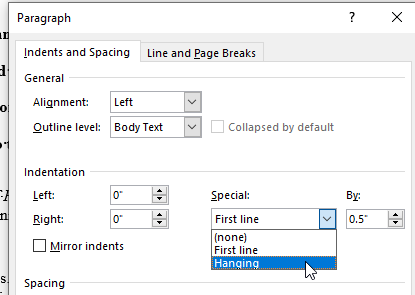 Paragraph
Indents and Spacing Line and Page Breaks
General
Alignment: Left
Outline level: Body Text Collapsed by default
Indentation
Left: 0" Special: By:
Right: 0" First line 0.5"
(none)
Mirror indents First line
Hanging
Spacing